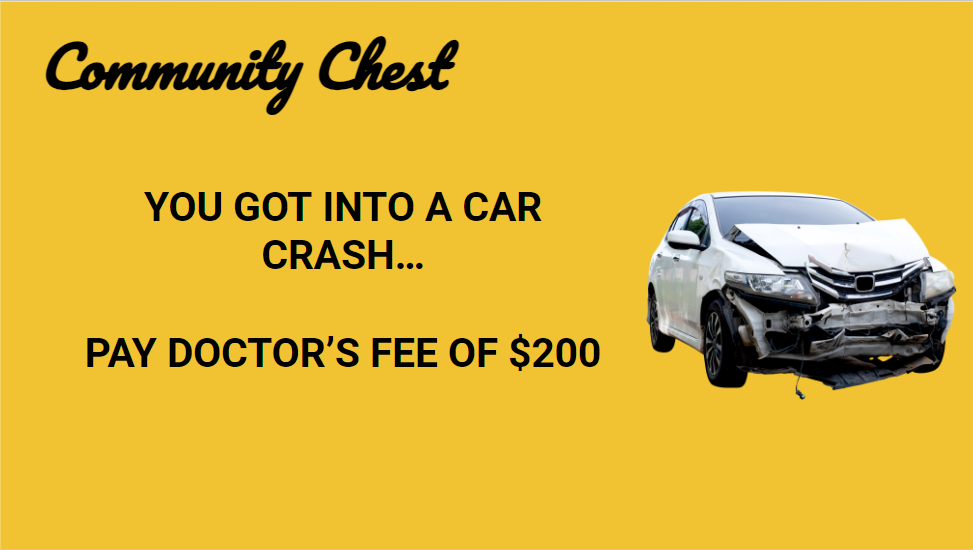 Community Chest
YOU GOT INTO A CAR
CRASH…
PAY DOCTOR’S FEE OF $200